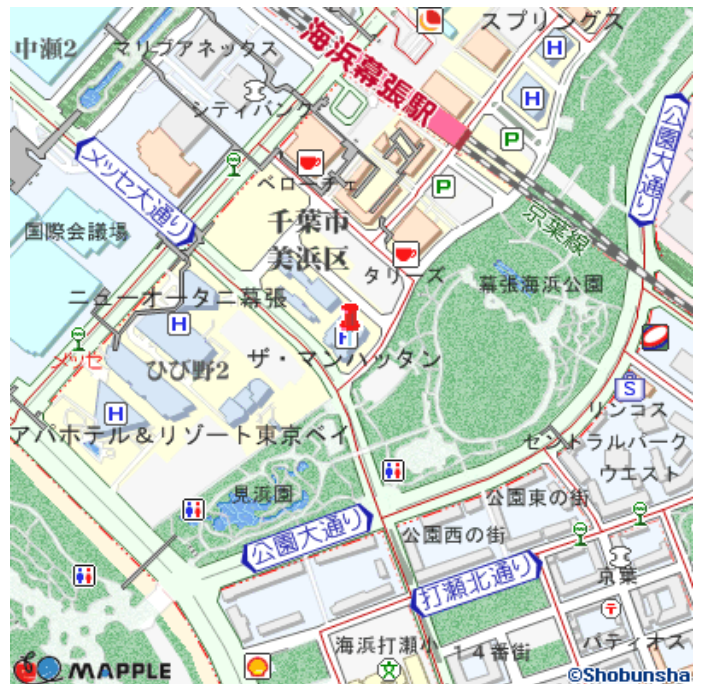 スプリングス
中瀬2
マリブアネックス
海浜幕張駅
H
シティバンク
H
公園大通り
P
メッセ大通り
ベローチェ
P
国際会議場
千葉市
美浜区
京葉線
タリーズ
幕張海浜公園
ニューオータニ幕張
H
H
メッセ
ひび野2
ザ・マンハッタン
S
リンコス
H
アパホテル&リゾート東京ベイ
セントラルパーク
ウエスト
見浜園
公園東の街
公園大通り
公園西の街
打瀬北通り
京葉
〒
海浜打瀬小
14番街
パティオス
文
MAPPLE
©Shobunsha